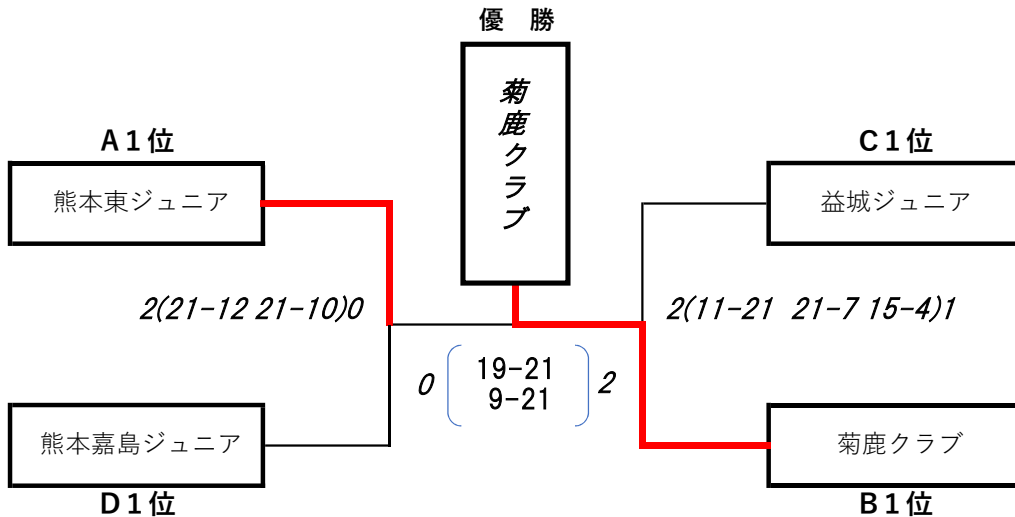 優 勝
菊鹿クラブ
A1位
熊本東ジュニア
C1位
益城ジュニア
2(21-12 21-10)0
2(11-21 21-7 15-4)1
0
19-21
9-21
2
熊本嘉島ジュニア
D1位
菊鹿クラブ
B1位